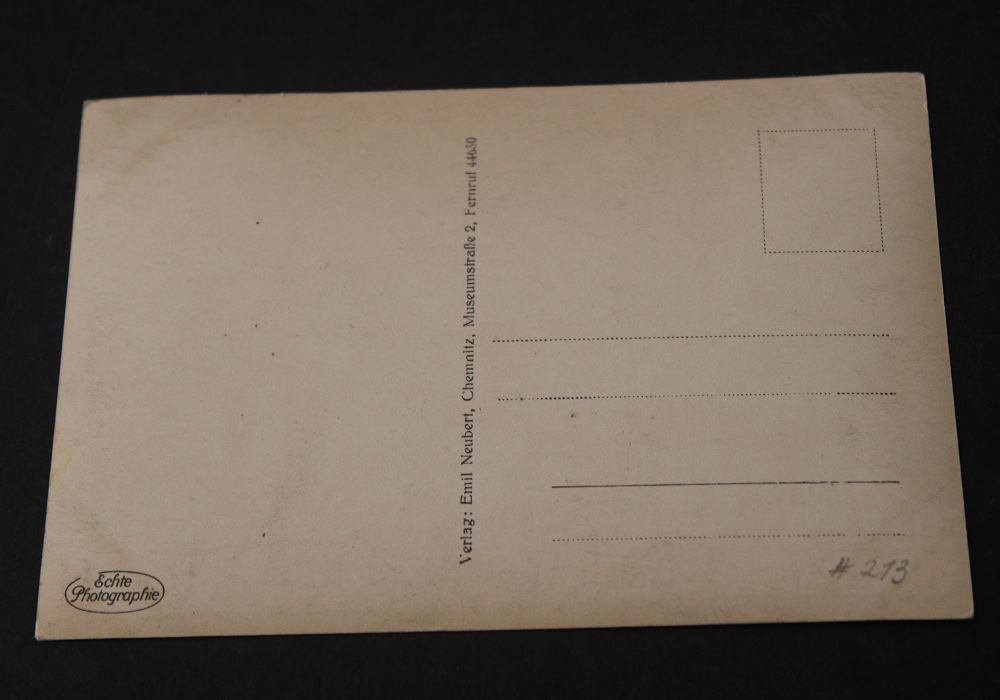 Verlag: Emil Neubert, Chemnitz, Museumstraße 2, Fernruf 44630
Echte
Photographie
# 213